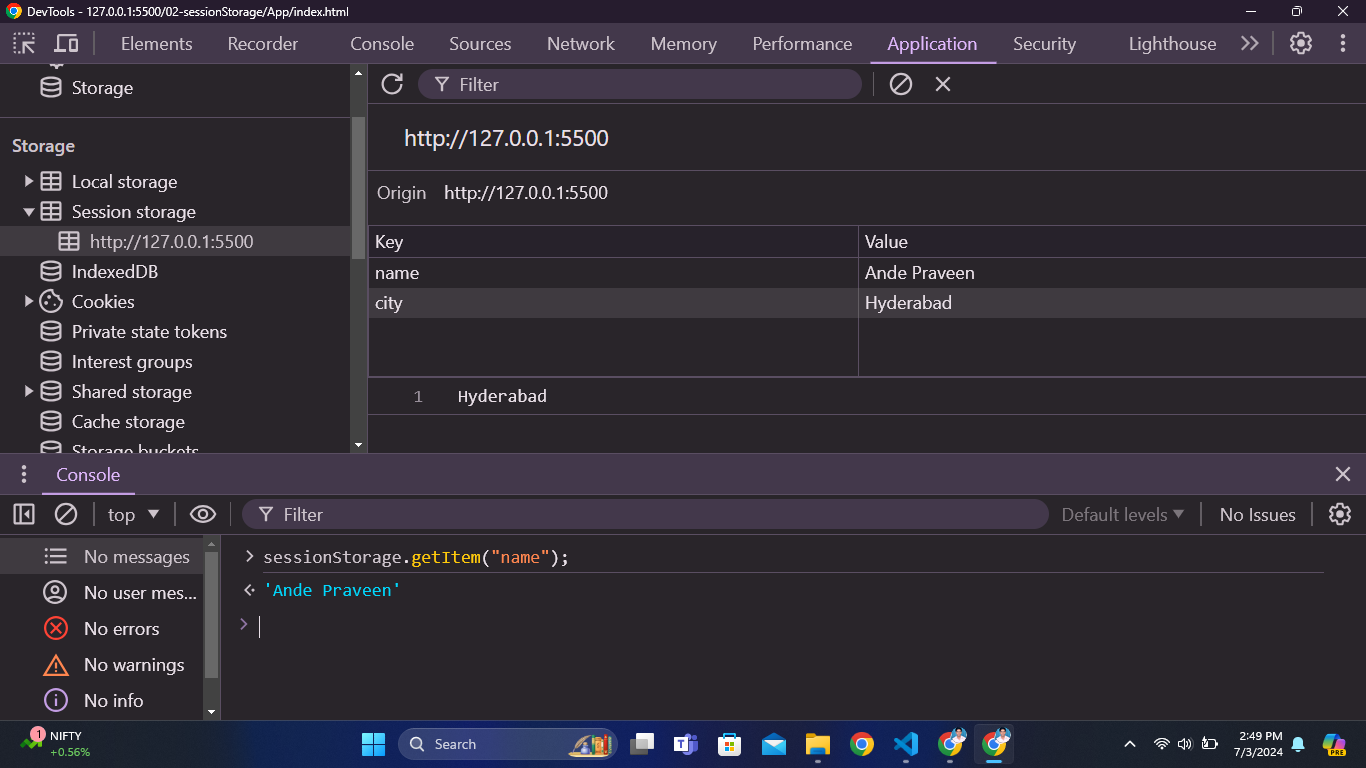 DevTools - 127.0.0.1:5500/02-sessionStorage/App/index.html
Elements Recorder Console Sources Network Memory Performance Application Security Lighthouse
Storage
Filter
Storage
Local storage
Session storage
http://127.0.0.1:5500
IndexedDB
Cookies
Private state tokens
Interest groups
Shared storage
Cache storage
Storage buckets
http://127.0.0.1:5500
Origin http://127.0.0.1:5500
Key Value
name Ande Praveen
city Hyderabad
1 Hyderabad
Console
top Filter Default levels No Issues
No messages
No user mes...
No errors
No warnings
No info
sessionStorage.getItem("name");
'Ande Praveen'
1 NIFTY
+0.56%
Search
PRE
2:49 PM
7/3/2024